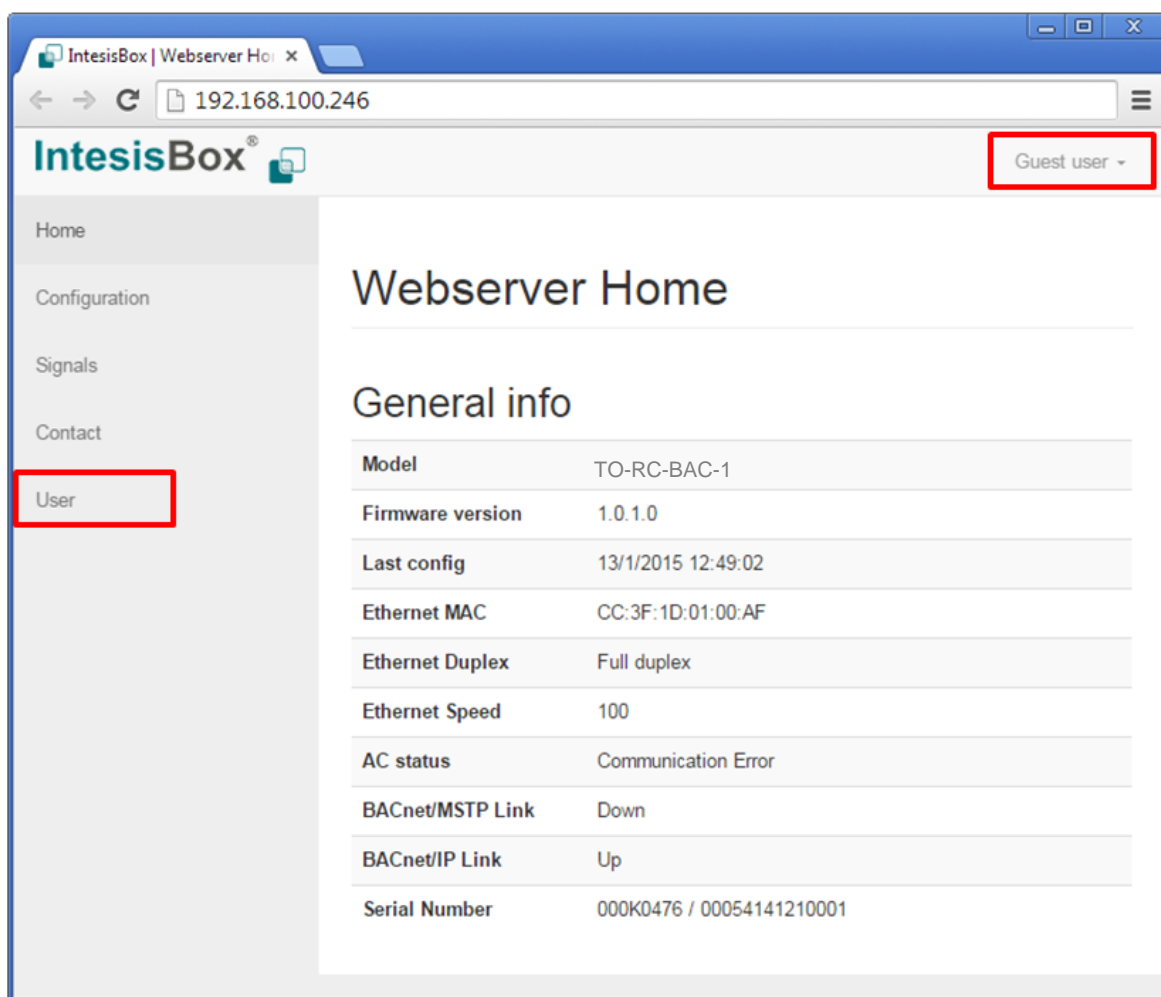 IntesisBox | Webserver Ho
192.168.100.246
IntesisBox®
Guest user
Home
Configuration
Signals
Contact
User
Webserver Home
General info
Model TO-RC-BAC-1
Firmware version 1.0.1.0
Last config 13/1/2015 12:49:02
Ethernet MAC CC:3F:1D:01:00:AF
Ethernet Duplex Full duplex
Ethernet Speed 100
AC status Communication Error
BACnet/MSTP Link Down
BACnet/IP Link Up
Serial Number 000K0476 / 00054141210001